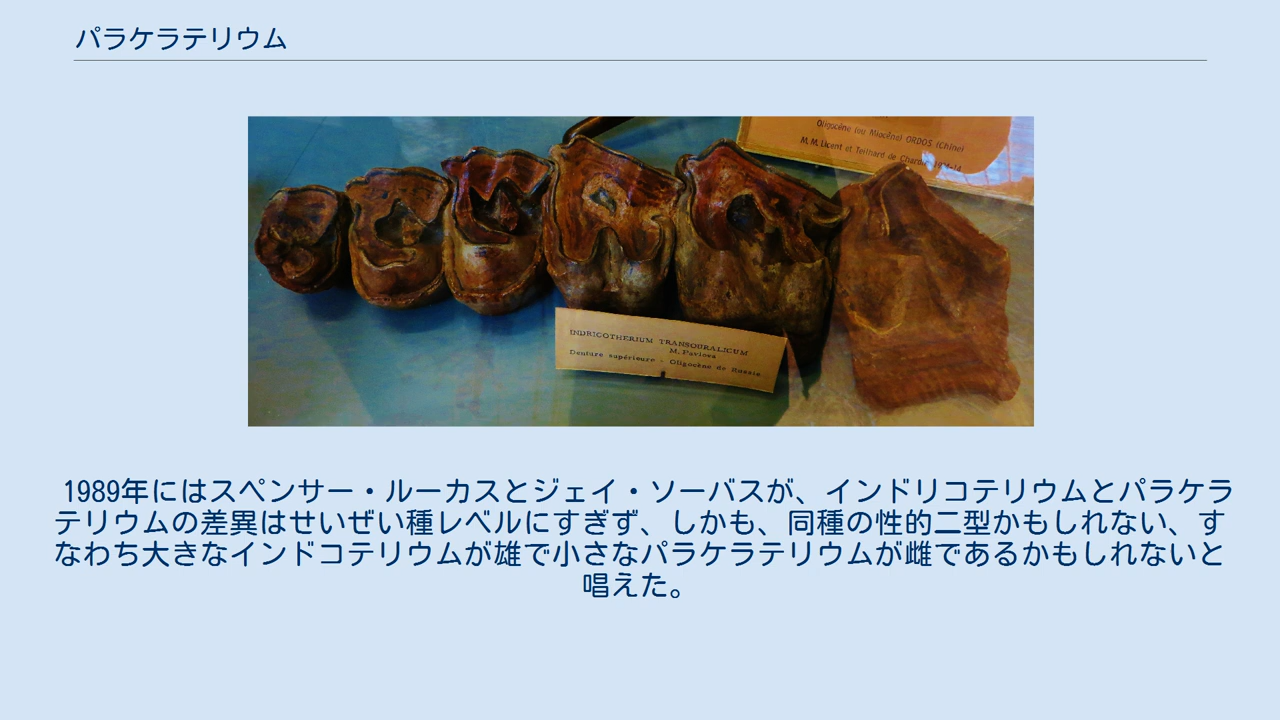 パラケラテリウム
Oligocène (ou Miocène) ORDOS (Chine)
M.M. Licent et Teilhard de Chardin
INDRICOTHERIUM TRANSOURALICUM
M. Pavlova
Denture supérieure - Oligocène de Russie
1989年にはスペンサー・ルーカスとジェイ・ソーバスが、インドリコテリウムとパラケラ
テリウムの差異はせいぜい種レベルにすぎず、しかも、同種の性的二型かもしれない、す
なわち大きなインドコテリウムが雄で小さなパラケラテリウムが雌であるかもしれないと
唱えた。